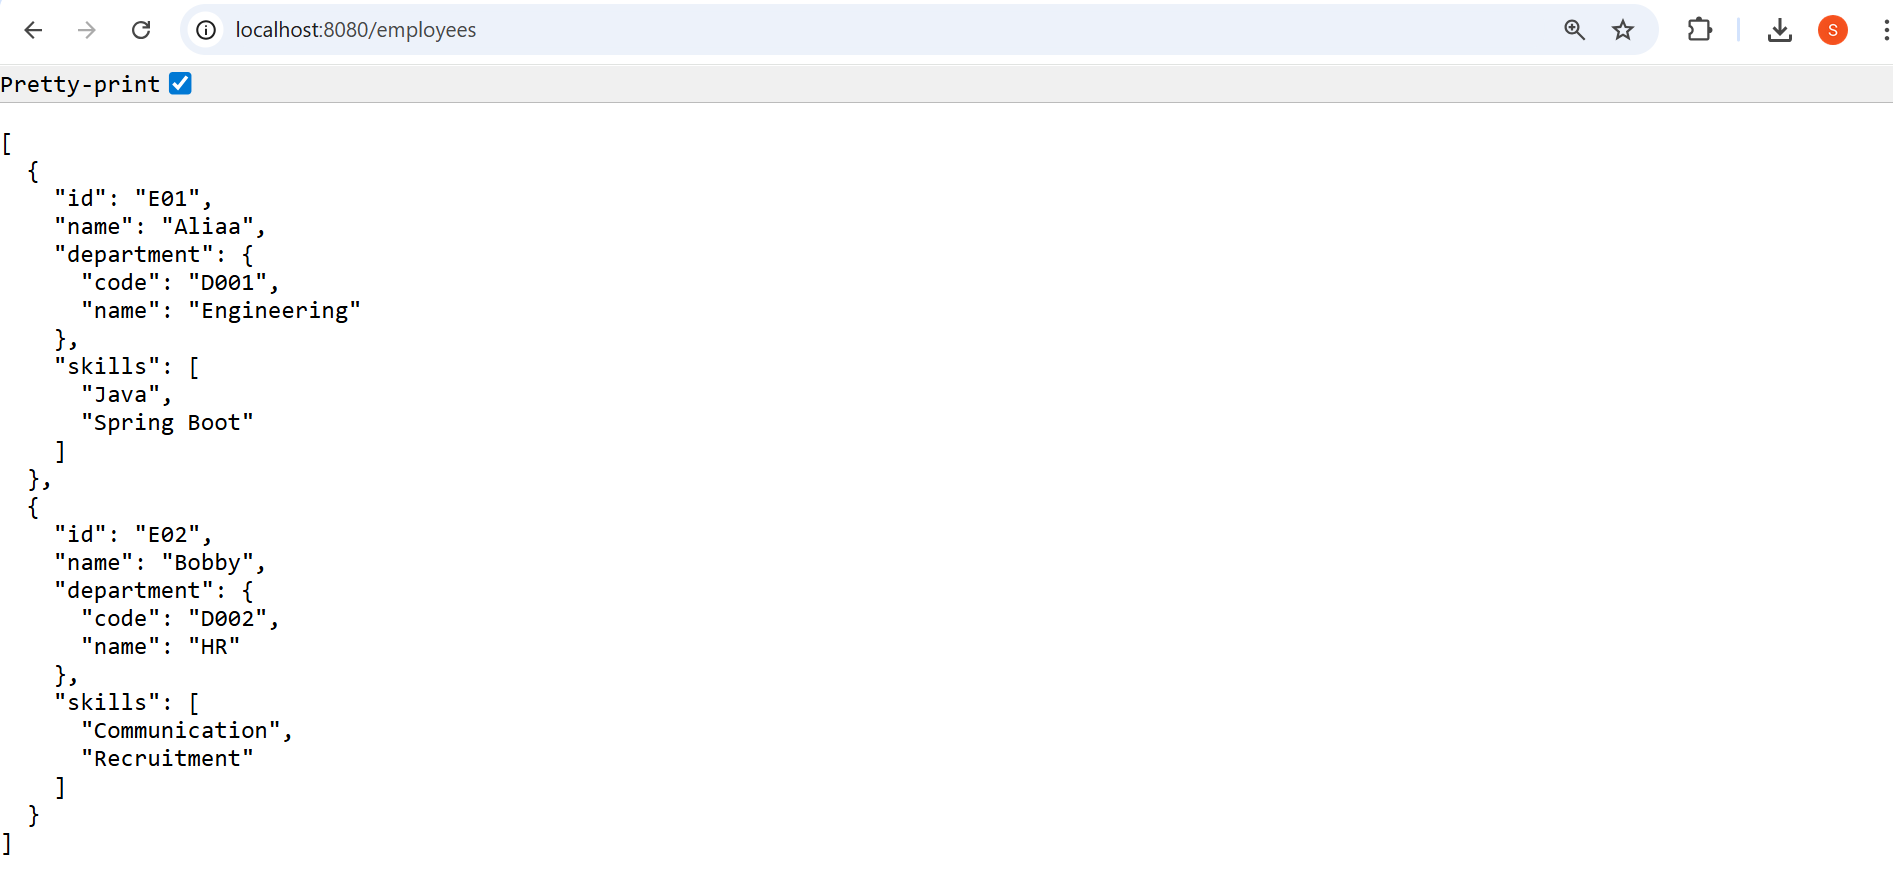 localhost:8080/employees
S
Pretty-print
[
  {
    "id": "E01",
    "name": "Aliaa",
    "department": {
      "code": "D001",
      "name": "Engineering"
    },
    "skills": [
      "Java",
      "Spring Boot"
    ]
  },
  {
    "id": "E02",
    "name": "Bobby",
    "department": {
      "code": "D002",
      "name": "HR"
    },
    "skills": [
      "Communication",
      "Recruitment"
    ]
  }
]